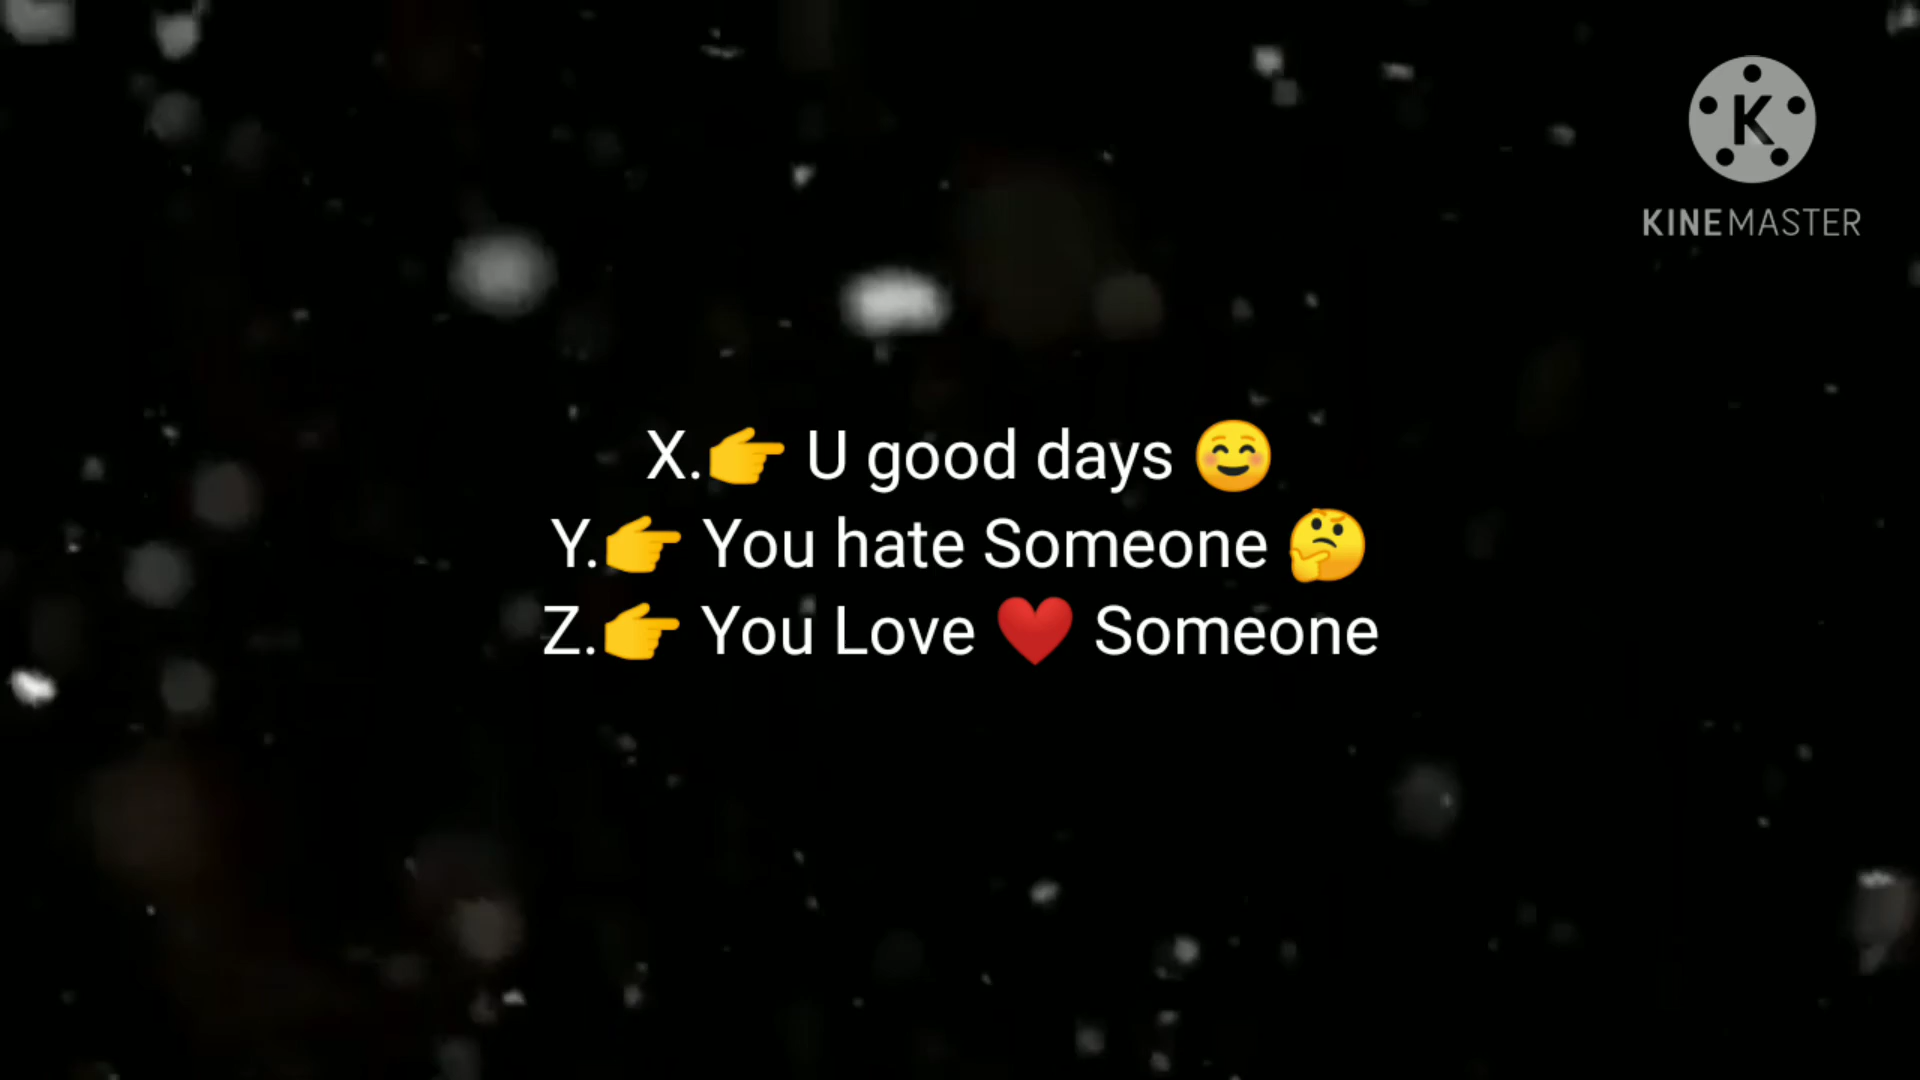 K
KINEMASTER
X.👉 U good days ☺️
Y.👉 You hate Someone 🤔
Z.👉 You Love ❤️ Someone